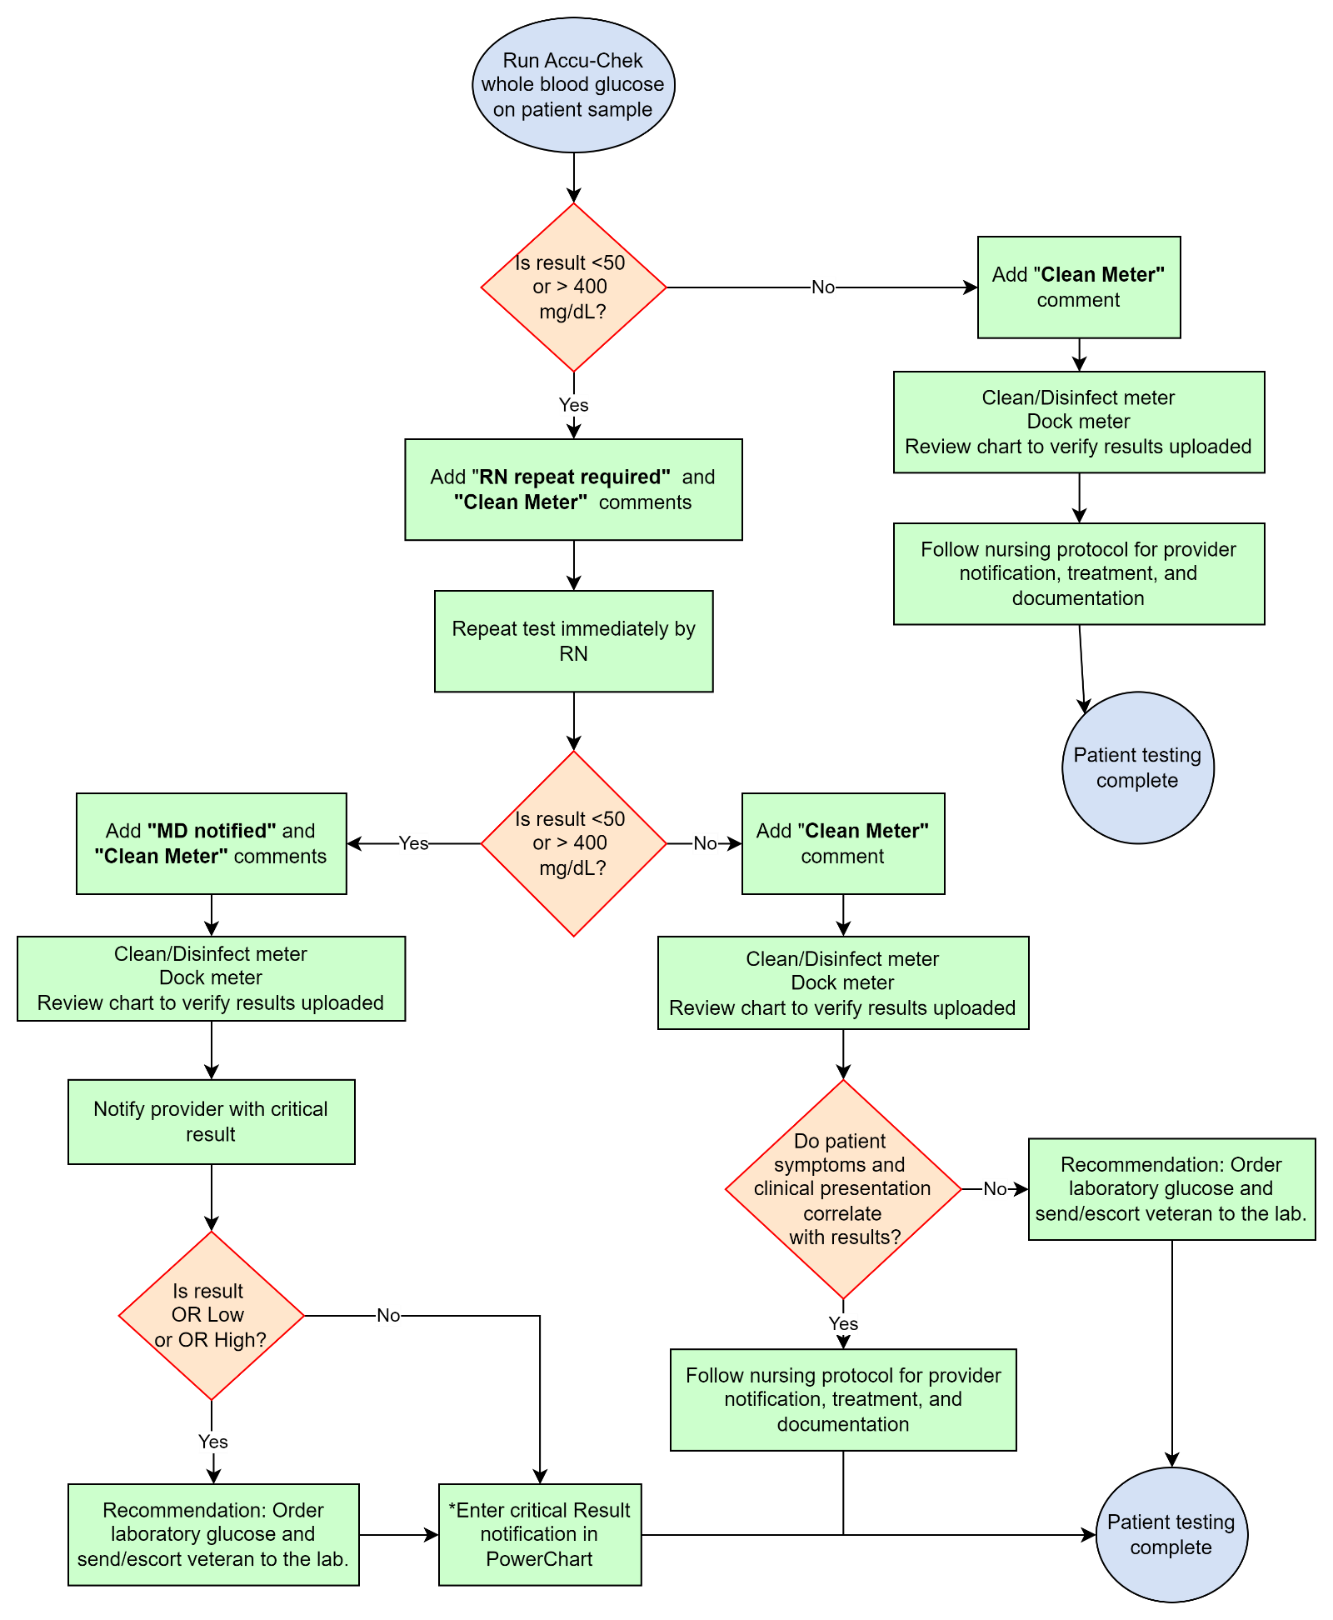 Run Accu-Chek
whole blood glucose
on patient sample
Is result <50
or > 400
mg/dL?
No
Add "Clean Meter"
comment
Clean/Disinfect meter
Dock meter
Review chart to verify results uploaded
Follow nursing protocol for provider
notification, treatment, and
documentation
Patient testing
complete
Yes
Add "RN repeat required"  and
"Clean Meter"  comments
Repeat test immediately by
RN
Is result <50
or > 400
mg/dL?
Yes
Add "MD notified" and
"Clean Meter" comments
Clean/Disinfect meter
Dock meter
Review chart to verify results uploaded
Notify provider with critical
result
Is result
OR Low
or OR High?
No
Yes
Recommendation: Order
laboratory glucose and
send/escort veteran to the lab.
*Enter critical Result
notification in
PowerChart
No
Add "Clean Meter"
comment
Clean/Disinfect meter
Dock meter
Review chart to verify results uploaded
Do patient
symptoms and
clinical presentation
correlate
with results?
No
Recommendation: Order
laboratory glucose and
send/escort veteran to the lab.
Yes
Follow nursing protocol for provider
notification, treatment, and
documentation
Patient testing
complete